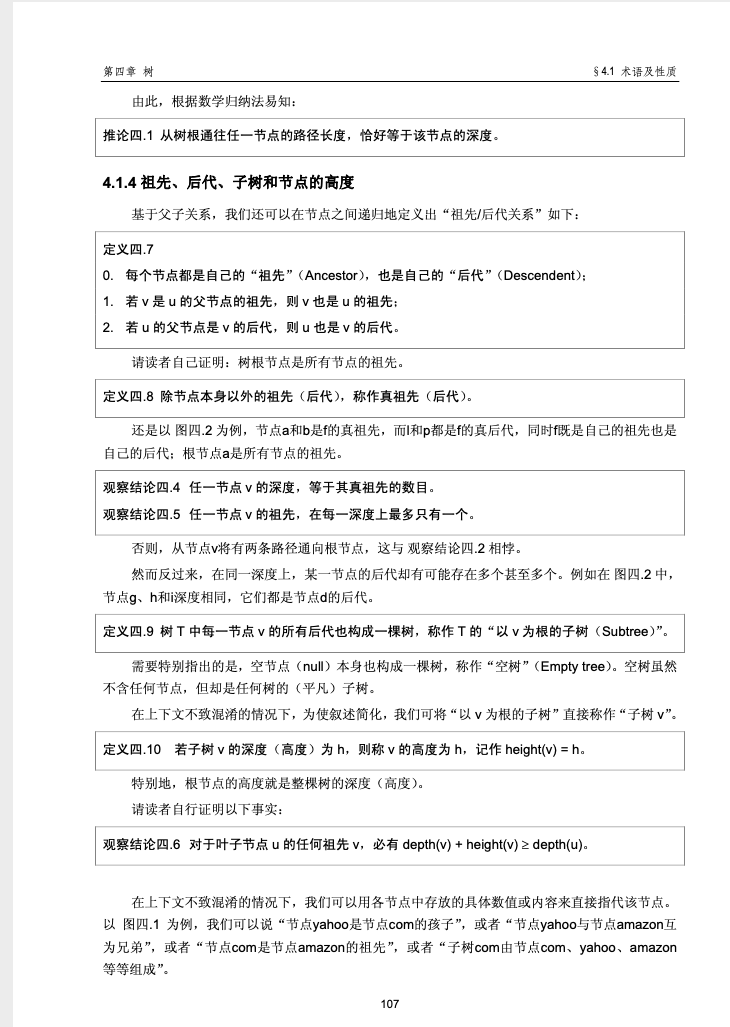 第四章 树 §4.1 术语及性质
由此，根据数学归纳法易知：
推论四.1 从树根通往任一节点的路径长度，恰好等于该节点的深度。
4.1.4 祖先、后代、子树和节点的高度
基于父子关系，我们还可以在节点之间递归地定义出“祖先/后代关系”如下：
定义四.7
0. 每个节点都是自己的“祖先”（Ancestor），也是自己的“后代”（Descendent）；
1. 若 v 是 u 的父节点的祖先，则 v 也是 u 的祖先；
2. 若 u 的父节点是 v 的后代，则 u 也是 v 的后代。
请读者自己证明：树根节点是所有节点的祖先。
定义四.8 除节点本身以外的祖先（后代），称作真祖先（后代）。
还是以 图四.2 为例，节点a和b是f的真祖先，而l和p都是f的真后代，同时f既是自己的祖先也是
自己的后代；根节点a是所有节点的祖先。
观察结论四.4 任一节点 v 的深度，等于其真祖先的数目。
观察结论四.5 任一节点 v 的祖先，在每一深度上最多只有一个。
否则，从节点v将有两条路径通向根节点，这与 观察结论四.2 相悖。
然而反过来，在同一深度上，某一节点的后代却有可能存在多个甚至多个。例如在 图四.2 中，
节点g、h和i深度相同，它们都是节点d的后代。
定义四.9 树 T 中每一节点 v 的所有后代也构成一棵树，称作 T 的“以 v 为根的子树（Subtree）”。
需要特别指出的是，空节点（null）本身也构成一棵树，称作“空树”（Empty tree）。空树虽然
不含任何节点，但却是任何树的（平凡）子树。
在上下文不致混淆的情况下，为使叙述简化，我们可将“以 v 为根的子树”直接称作“子树 v”。
定义四.10 若子树 v 的深度（高度）为 h，则称 v 的高度为 h，记作 height(v) = h。
特别地，根节点的高度就是整棵树的深度（高度）。
请读者自行证明以下事实：
观察结论四.6 对于叶子节点 u 的任何祖先 v，必有 depth(v) + height(v) ≥ depth(u)。
在上下文不致混淆的情况下，我们可以用各节点中存放的具体数值或内容来直接指代该节点。
以 图四.1 为例，我们可以说“节点yahoo是节点com的孩子”，或者“节点yahoo与节点amazon互
为兄弟”，或者“节点com是节点amazon的祖先”，或者“子树com由节点com、yahoo、amazon
等等组成”。
107